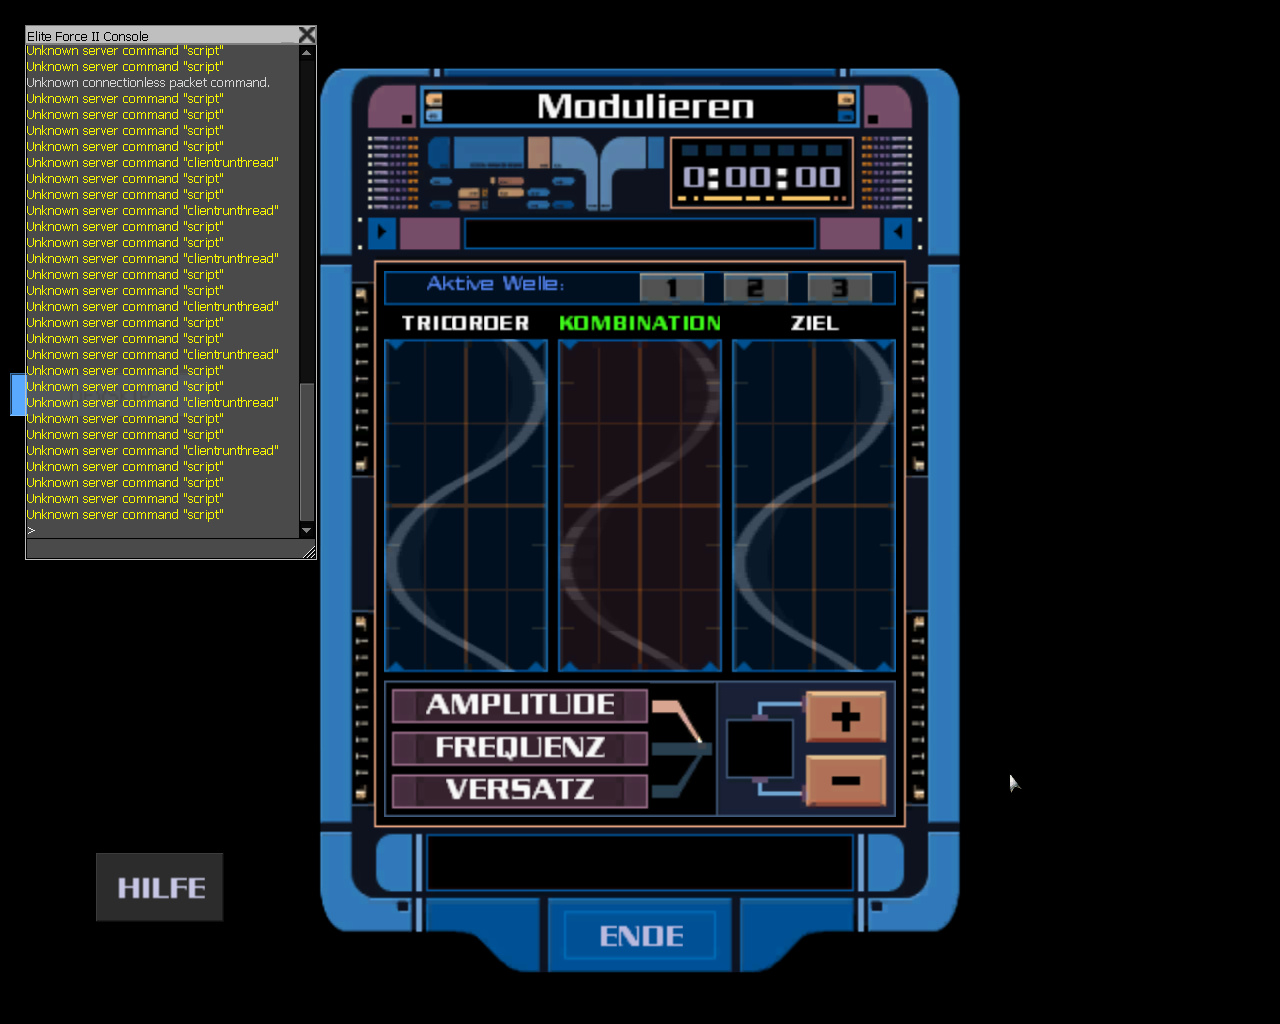 Elite Force II Console
Unknown server command "script"
Unknown server command "script"
Unknown connectionless packet command.
Unknown server command "script"
Unknown server command "script"
Unknown server command "script"
Unknown server command "script"
Unknown server command "clientrunthread"
Unknown server command "script"
Unknown server command "script"
Unknown server command "clientrunthread"
Unknown server command "script"
Unknown server command "script"
Unknown server command "clientrunthread"
Unknown server command "script"
Unknown server command "script"
Unknown server command "clientrunthread"
Unknown server command "script"
Unknown server command "script"
Unknown server command "clientrunthread"
Unknown server command "script"
Unknown server command "script"
Unknown server command "clientrunthread"
Unknown server command "script"
Unknown server command "script"
Unknown server command "clientrunthread"
Unknown server command "script"
Unknown server command "script"
Unknown server command "script"
Unknown server command "script"
>
Modulieren
0:00:00
Aktive Welle: 1 2 3
TRICORDER KOMBINATION ZIEL
AMPLITUDE
FREQUENZ
VERSATZ
+
-
HILFE
ENDE